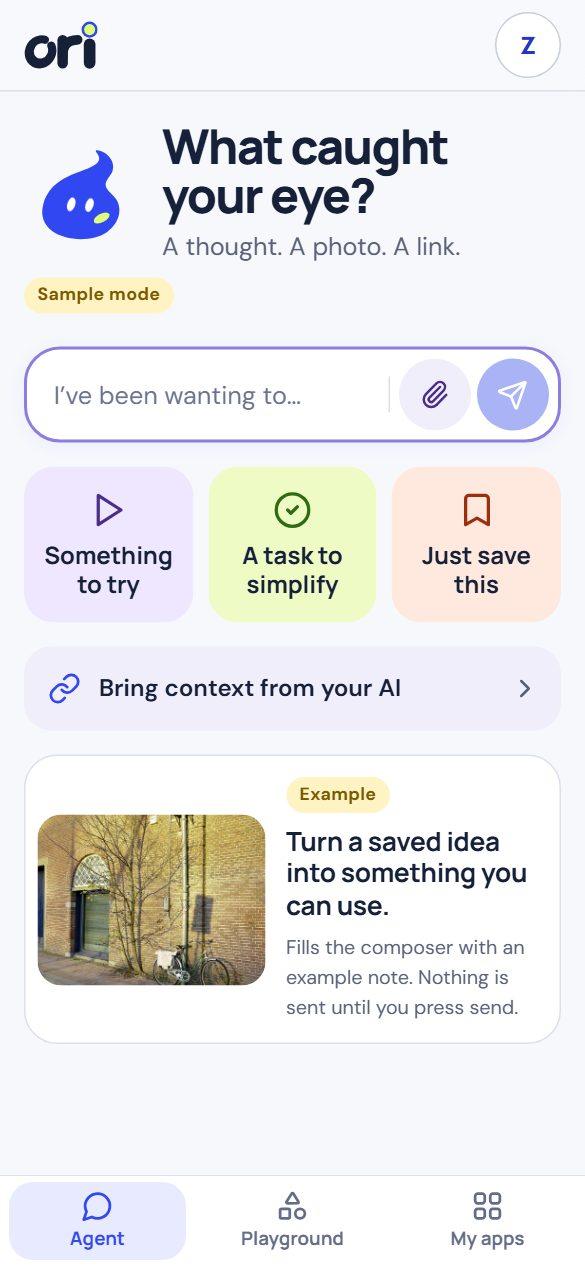 ori
Z
What caught
your eye?
A thought. A photo. A link.
Sample mode
I’ve been wanting to…
Something
to try
A task to
simplify
Just save
this
Bring context from your AI
Example
Turn a saved idea
into something you
can use.
Fills the composer with an
example note. Nothing is
sent until you press send.
Agent
Playground
My apps